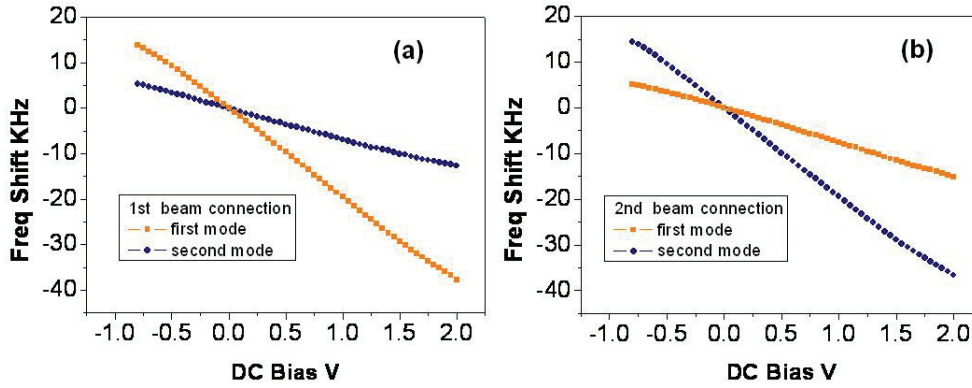 (a)
Freq Shift KHz
20
10
0
-10
-20
-30
-40
1st beam connection
first mode
second mode
-1.0 -0.5 0.0 0.5 1.0 1.5 2.0
DC Bias V
(b)
Freq Shift KHz
20
10
0
-10
-20
-30
-40
2nd beam connection
first mode
second mode
-1.0 -0.5 0.0 0.5 1.0 1.5 2.0
DC Bias V